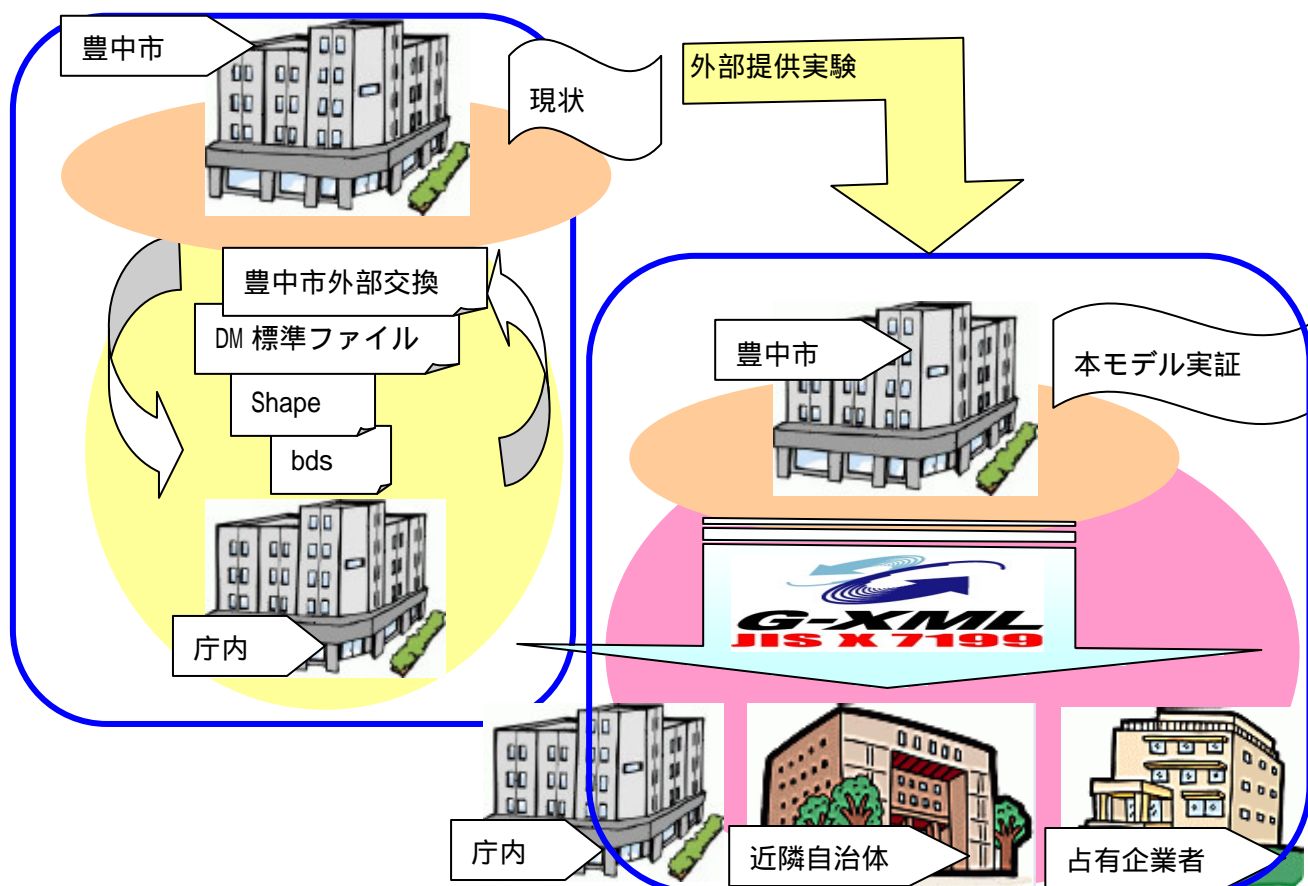 豊中市
現状
外部提供実験
豊中市外部交換
DM 標準ファイル
Shape
bds
庁内
豊中市
本モデル実証
G-XML
JIS X 7199
庁内
近隣自治体
占有企業者